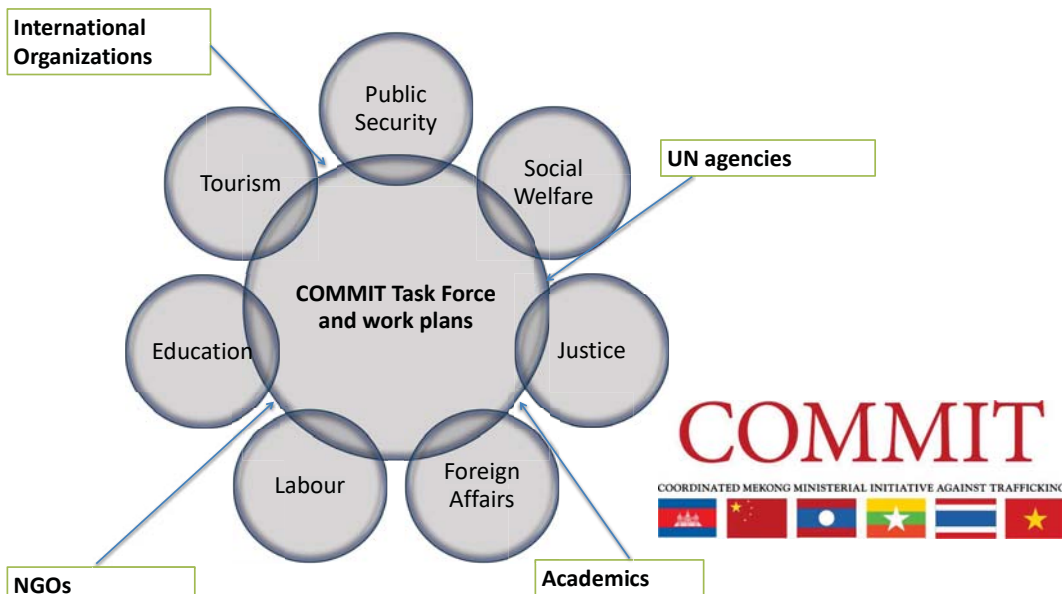 International
Organizations
Public
Security
Tourism
Social
Welfare
UN agencies
COMMIT Task Force
and work plans
Education
Justice
Labour
Foreign
Affairs
NGOs
Academics
COMMIT
COORDINATED MEKONG MINISTERIAL INITIATIVE AGAINST TRAFFICKING